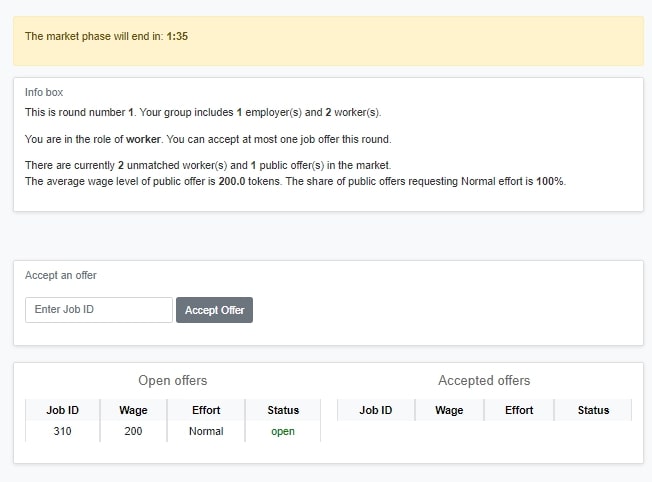 The market phase will end in: 1:35
Info box
This is round number 1. Your group includes 1 employer(s) and 2 worker(s).
You are in the role of worker. You can accept at most one job offer this round.
There are currently 2 unmatched worker(s) and 1 public offer(s) in the market.
The average wage level of public offer is 200.0 tokens. The share of public offers requesting Normal effort is 100%.
Accept an offer
Enter Job ID Accept Offer
Open offers Accepted offers
Job ID Wage Effort Status Job ID Wage Effort Status
310 200 Normal open